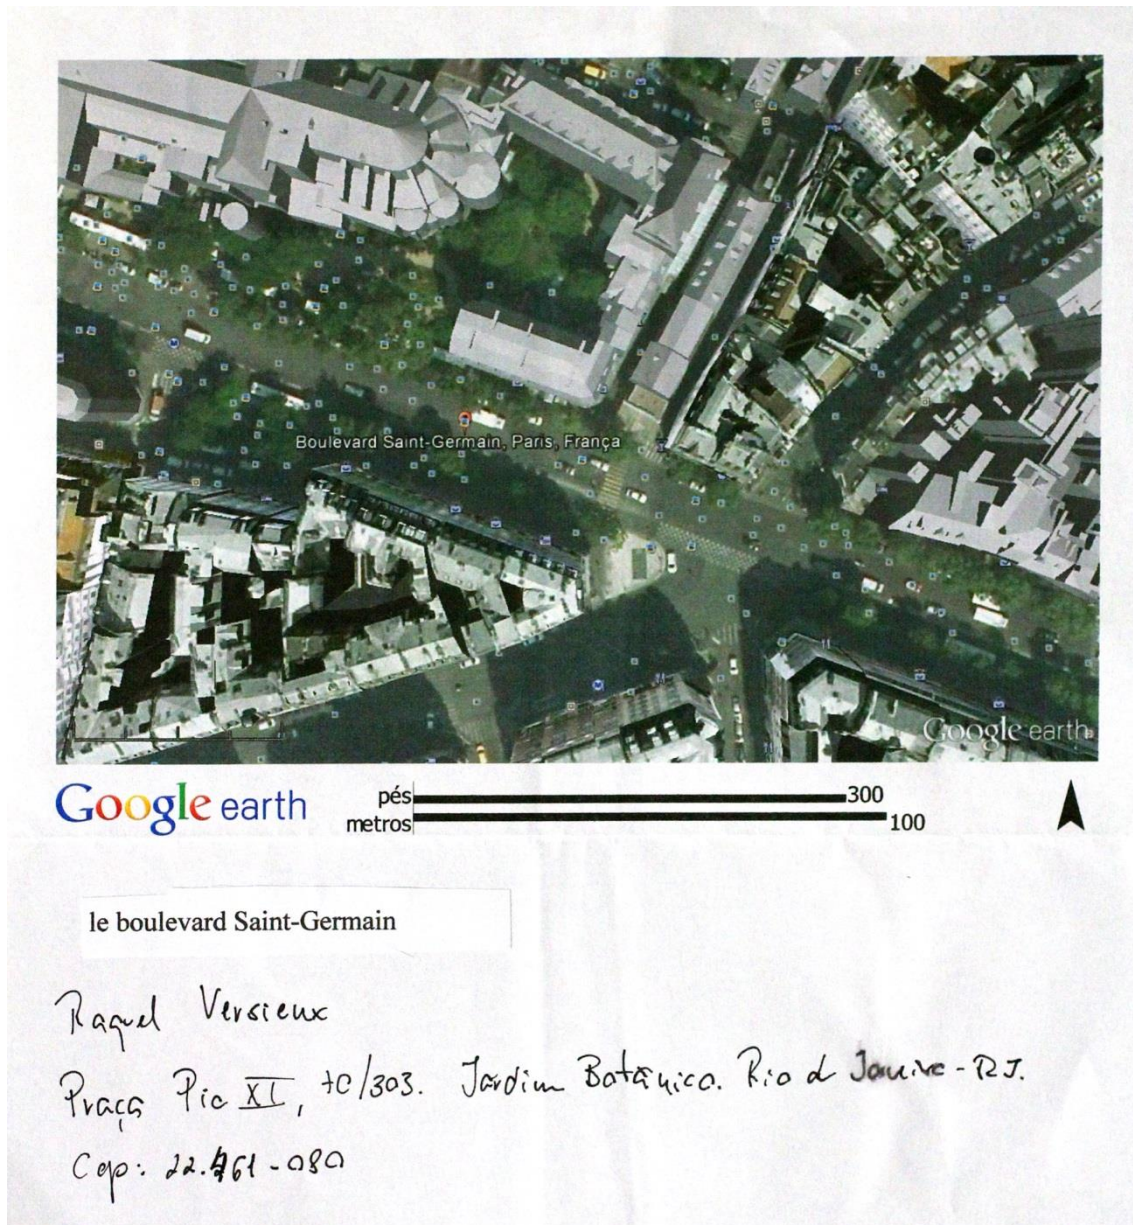 Boulevard Saint-Germain, Paris, França
Google earth
Google earth
pés 300
metros 100
le boulevard Saint-Germain
Raquel Versieux
Praça Pio XI, 70/303. Jardim Botânico. Rio d Janeiro - RJ.
Cep: 22.461-080